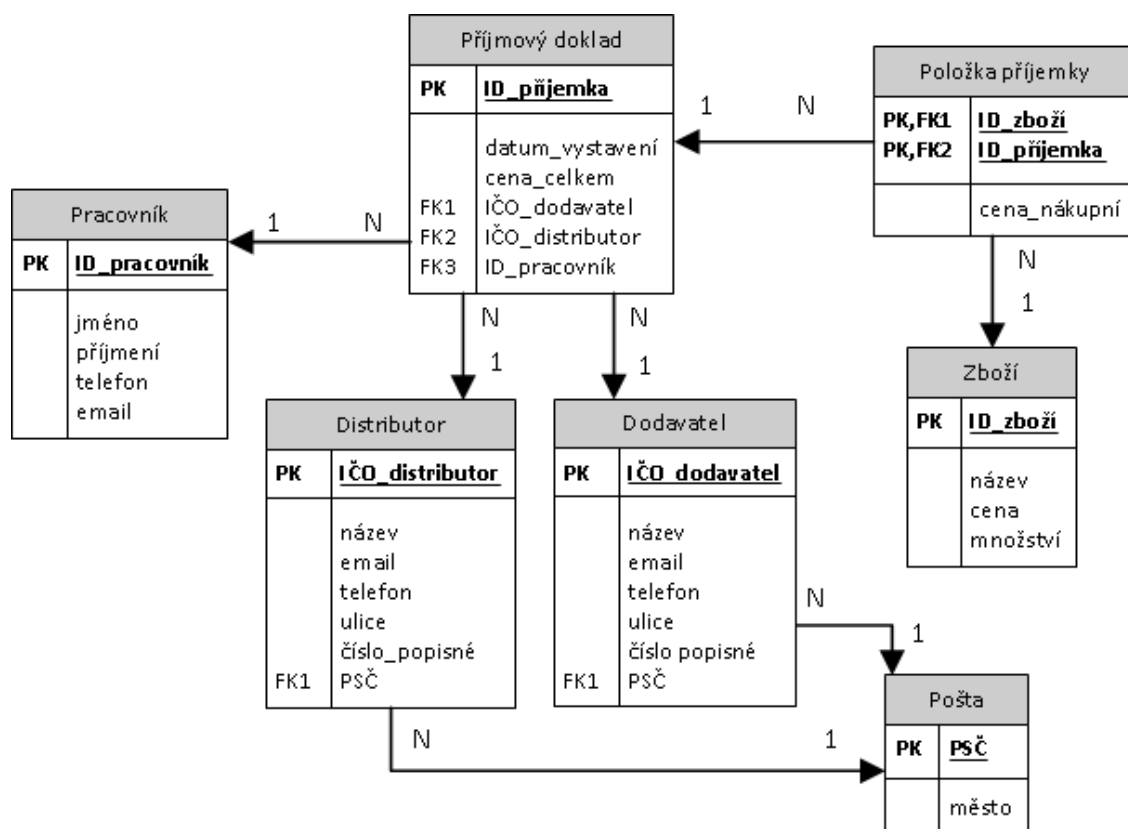 Příjmový doklad
PK ID_příjemka
datum_vystavení
cena_celkem
FK1 IČO_dodavatel
FK2 IČO_distributor
FK3 ID_pracovník
1 N
Položka příjemky
PK,FK1 ID_zboží
PK,FK2 ID_příjemka
cena_nákupní
Pracovník
PK ID_pracovník
jméno
příjmení
telefon
email
1 N
N
1
N
1
N
1
Zboží
PK ID_zboží
název
cena
množství
Distributor
PK IČO_distributor
název
email
telefon
ulice
číslo_popisné
FK1 PSČ
Dodavatel
PK IČO dodavatel
název
email
telefon
ulice
číslo popisné
FK1 PSČ
N
1
N 1
Pošta
PK PSČ
město